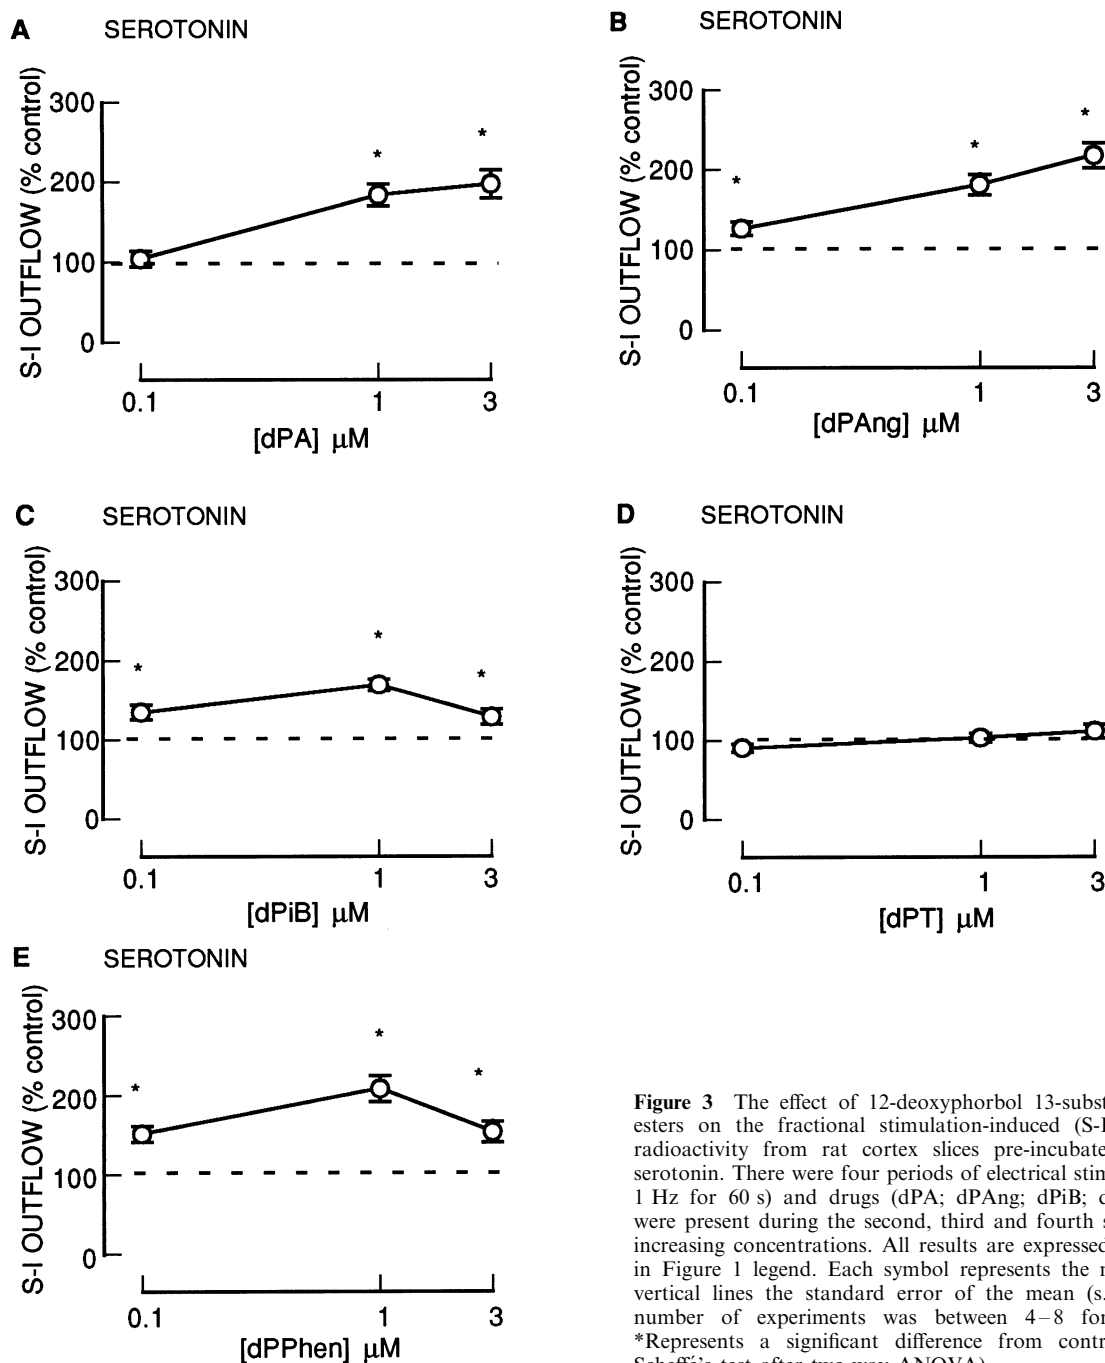 A SEROTONIN
S-I OUTFLOW (% control)
300
200
100
0
*
*
0.1 1 3
[dPA] μM
B SEROTONIN
S-I OUTFLOW (% control)
300
200
100
0
*
*
*
0.1 1 3
[dPAng] μM
C SEROTONIN
S-I OUTFLOW (% control)
300
200
100
0
*
*
*
0.1 1 3
[dPiB] μM
D SEROTONIN
S-I OUTFLOW (% control)
300
200
100
0
0.1 1 3
[dPT] μM
E SEROTONIN
S-I OUTFLOW (% control)
300
200
100
0
*
*
*
0.1 1 3
[dPPhen] μM
Figure 3 The effect of 12-deoxyphorbol 13-subst
esters on the fractional stimulation-induced (S-I
radioactivity from rat cortex slices pre-incubate
serotonin. There were four periods of electrical stim
1 Hz for 60 s) and drugs (dPA; dPAng; dPiB; d
were present during the second, third and fourth s
increasing concentrations. All results are expressed
in Figure 1 legend. Each symbol represents the
vertical lines the standard error of the mean (s.
number of experiments was between 4–8 for
*Represents a significant difference from contr
Scheffé's test after two-way ANOVA)